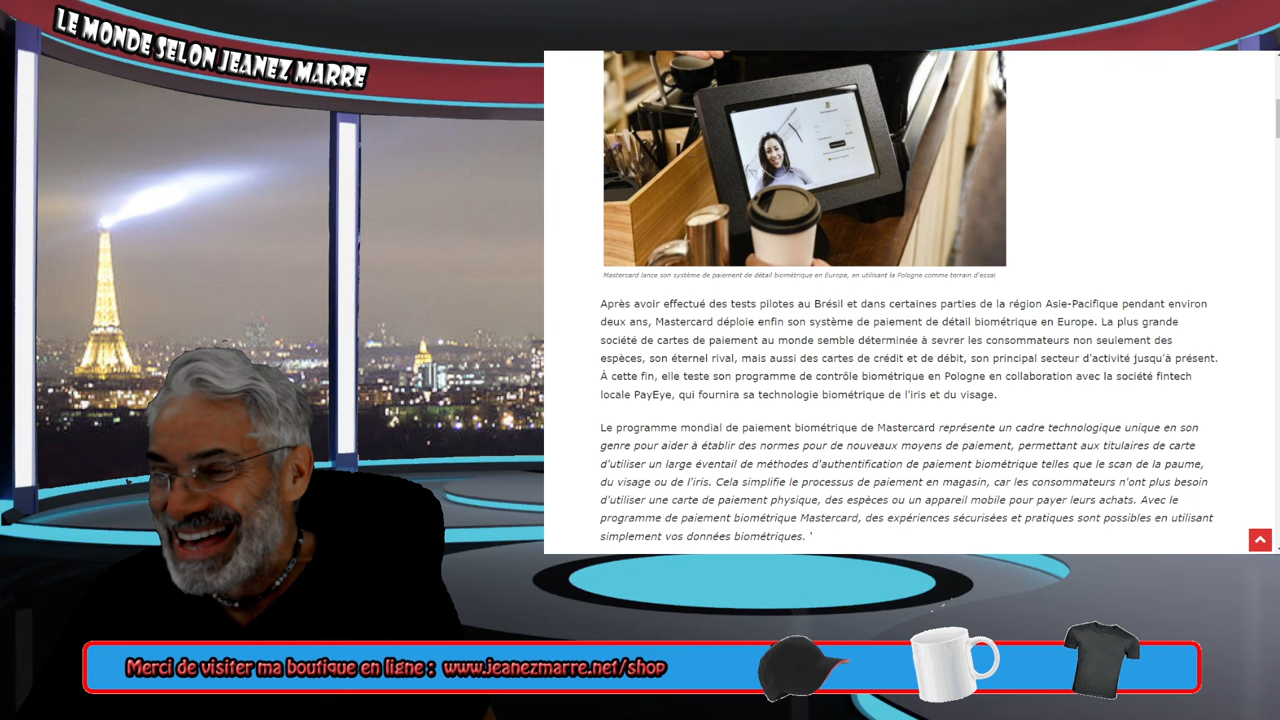 LE MONDE SELON JEANEZ MARRE
Mastercard lance son système de paiement de détail biométrique en Europe, en utilisant la Pologne comme terrain d'essai
Après avoir effectué des tests pilotes au Brésil et dans certaines parties de la région Asie-Pacifique pendant environ
deux ans, Mastercard déploie enfin son système de paiement de détail biométrique en Europe. La plus grande
société de cartes de paiement au monde semble déterminée à sevrer les consommateurs non seulement des
espèces, son éternel rival, mais aussi des cartes de crédit et de débit, son principal secteur d'activité jusqu'à présent.
À cette fin, elle teste son programme de contrôle biométrique en Pologne en collaboration avec la société fintech
locale PayEye, qui fournira sa technologie biométrique de l'iris et du visage.
Le programme mondial de paiement biométrique de Mastercard représente un cadre technologique unique en son
genre pour aider à établir des normes pour de nouveaux moyens de paiement, permettant aux titulaires de carte
d'utiliser un large éventail de méthodes d'authentification de paiement biométrique telles que le scan de la paume,
du visage ou de l'iris. Cela simplifie le processus de paiement en magasin, car les consommateurs n'ont plus besoin
d'utiliser une carte de paiement physique, des espèces ou un appareil mobile pour payer leurs achats. Avec le
programme de paiement biométrique Mastercard, des expériences sécurisées et pratiques sont possibles en utilisant
simplement vos données biométriques. '
Merci de visiter ma boutique en ligne : www.jeanezmarre.net/shop